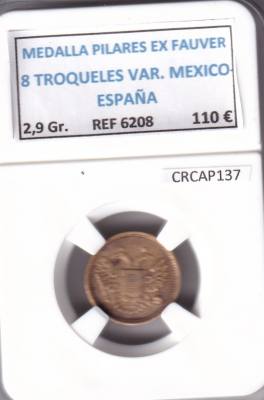 MEDALLA PILARES EX FAUVER
8 TROQUELES VAR. MEXICO-
ESPAÑA
2,9 Gr. REF 6208 110 €
CRCAP137